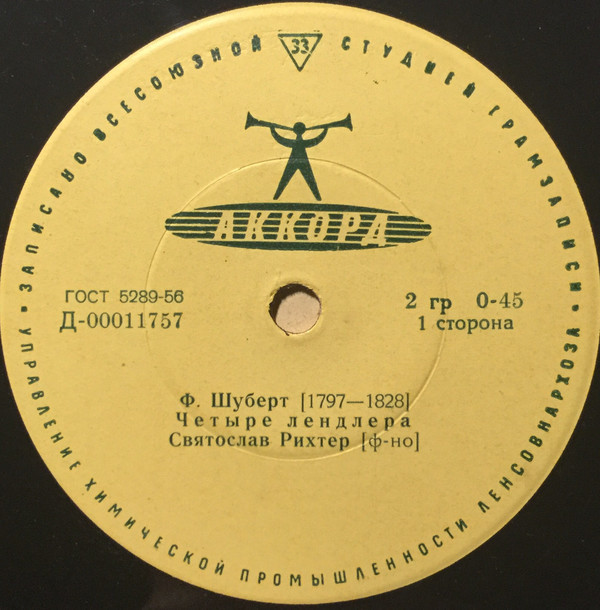 ЗАПИСАНО ВСЕСОЮЗНОЙ СТУДИЕЙ ГРАМЗАПИСИ
33
АККОРД
ГОСТ 5289-56
Д-00011757
2 гр 0-45
1 сторона
Ф. Шуберт [1797—1828]
Четыре лендлера
Святослав Рихтер [ф-но]
УПРАВЛЕНИЕ ХИМИЧЕСКОЙ ПРОМЫШЛЕННОСТИ ЛЕНСОВНАРХОЗА